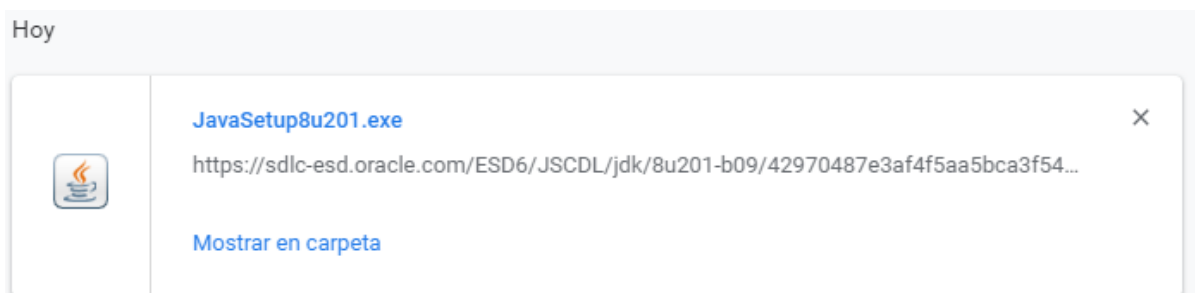 Hoy
JavaSetup8u201.exe
https://sdlc-esd.oracle.com/ESD6/JSCDL/jdk/8u201-b09/42970487e3af4f5aa5bca3f54...
Mostrar en carpeta